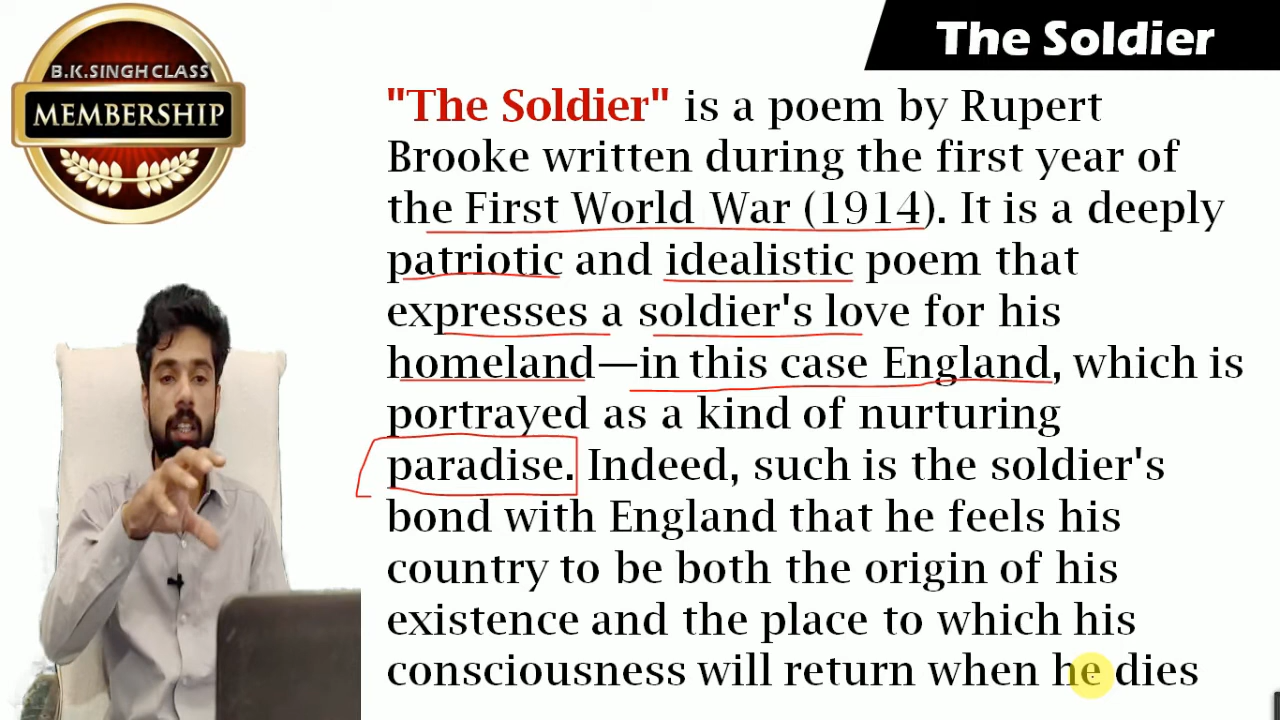 B.K.SINGH CLASS
MEMBERSHIP
The Soldier
"The Soldier" is a poem by Rupert
Brooke written during the first year of
the First World War (1914). It is a deeply
patriotic and idealistic poem that
expresses a soldier's love for his
homeland—in this case England, which is
portrayed as a kind of nurturing
paradise. Indeed, such is the soldier's
bond with England that he feels his
country to be both the origin of his
existence and the place to which his
consciousness will return when he dies